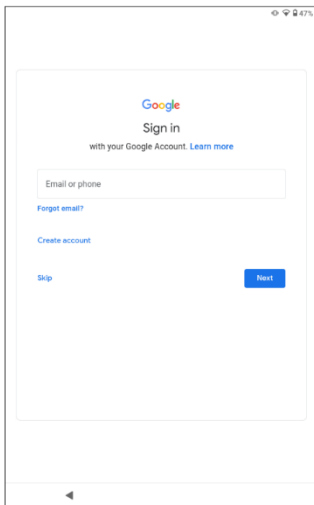 47%
Google
Sign in
with your Google Account. Learn more
Email or phone
Forgot email?
Create account
Skip
Next